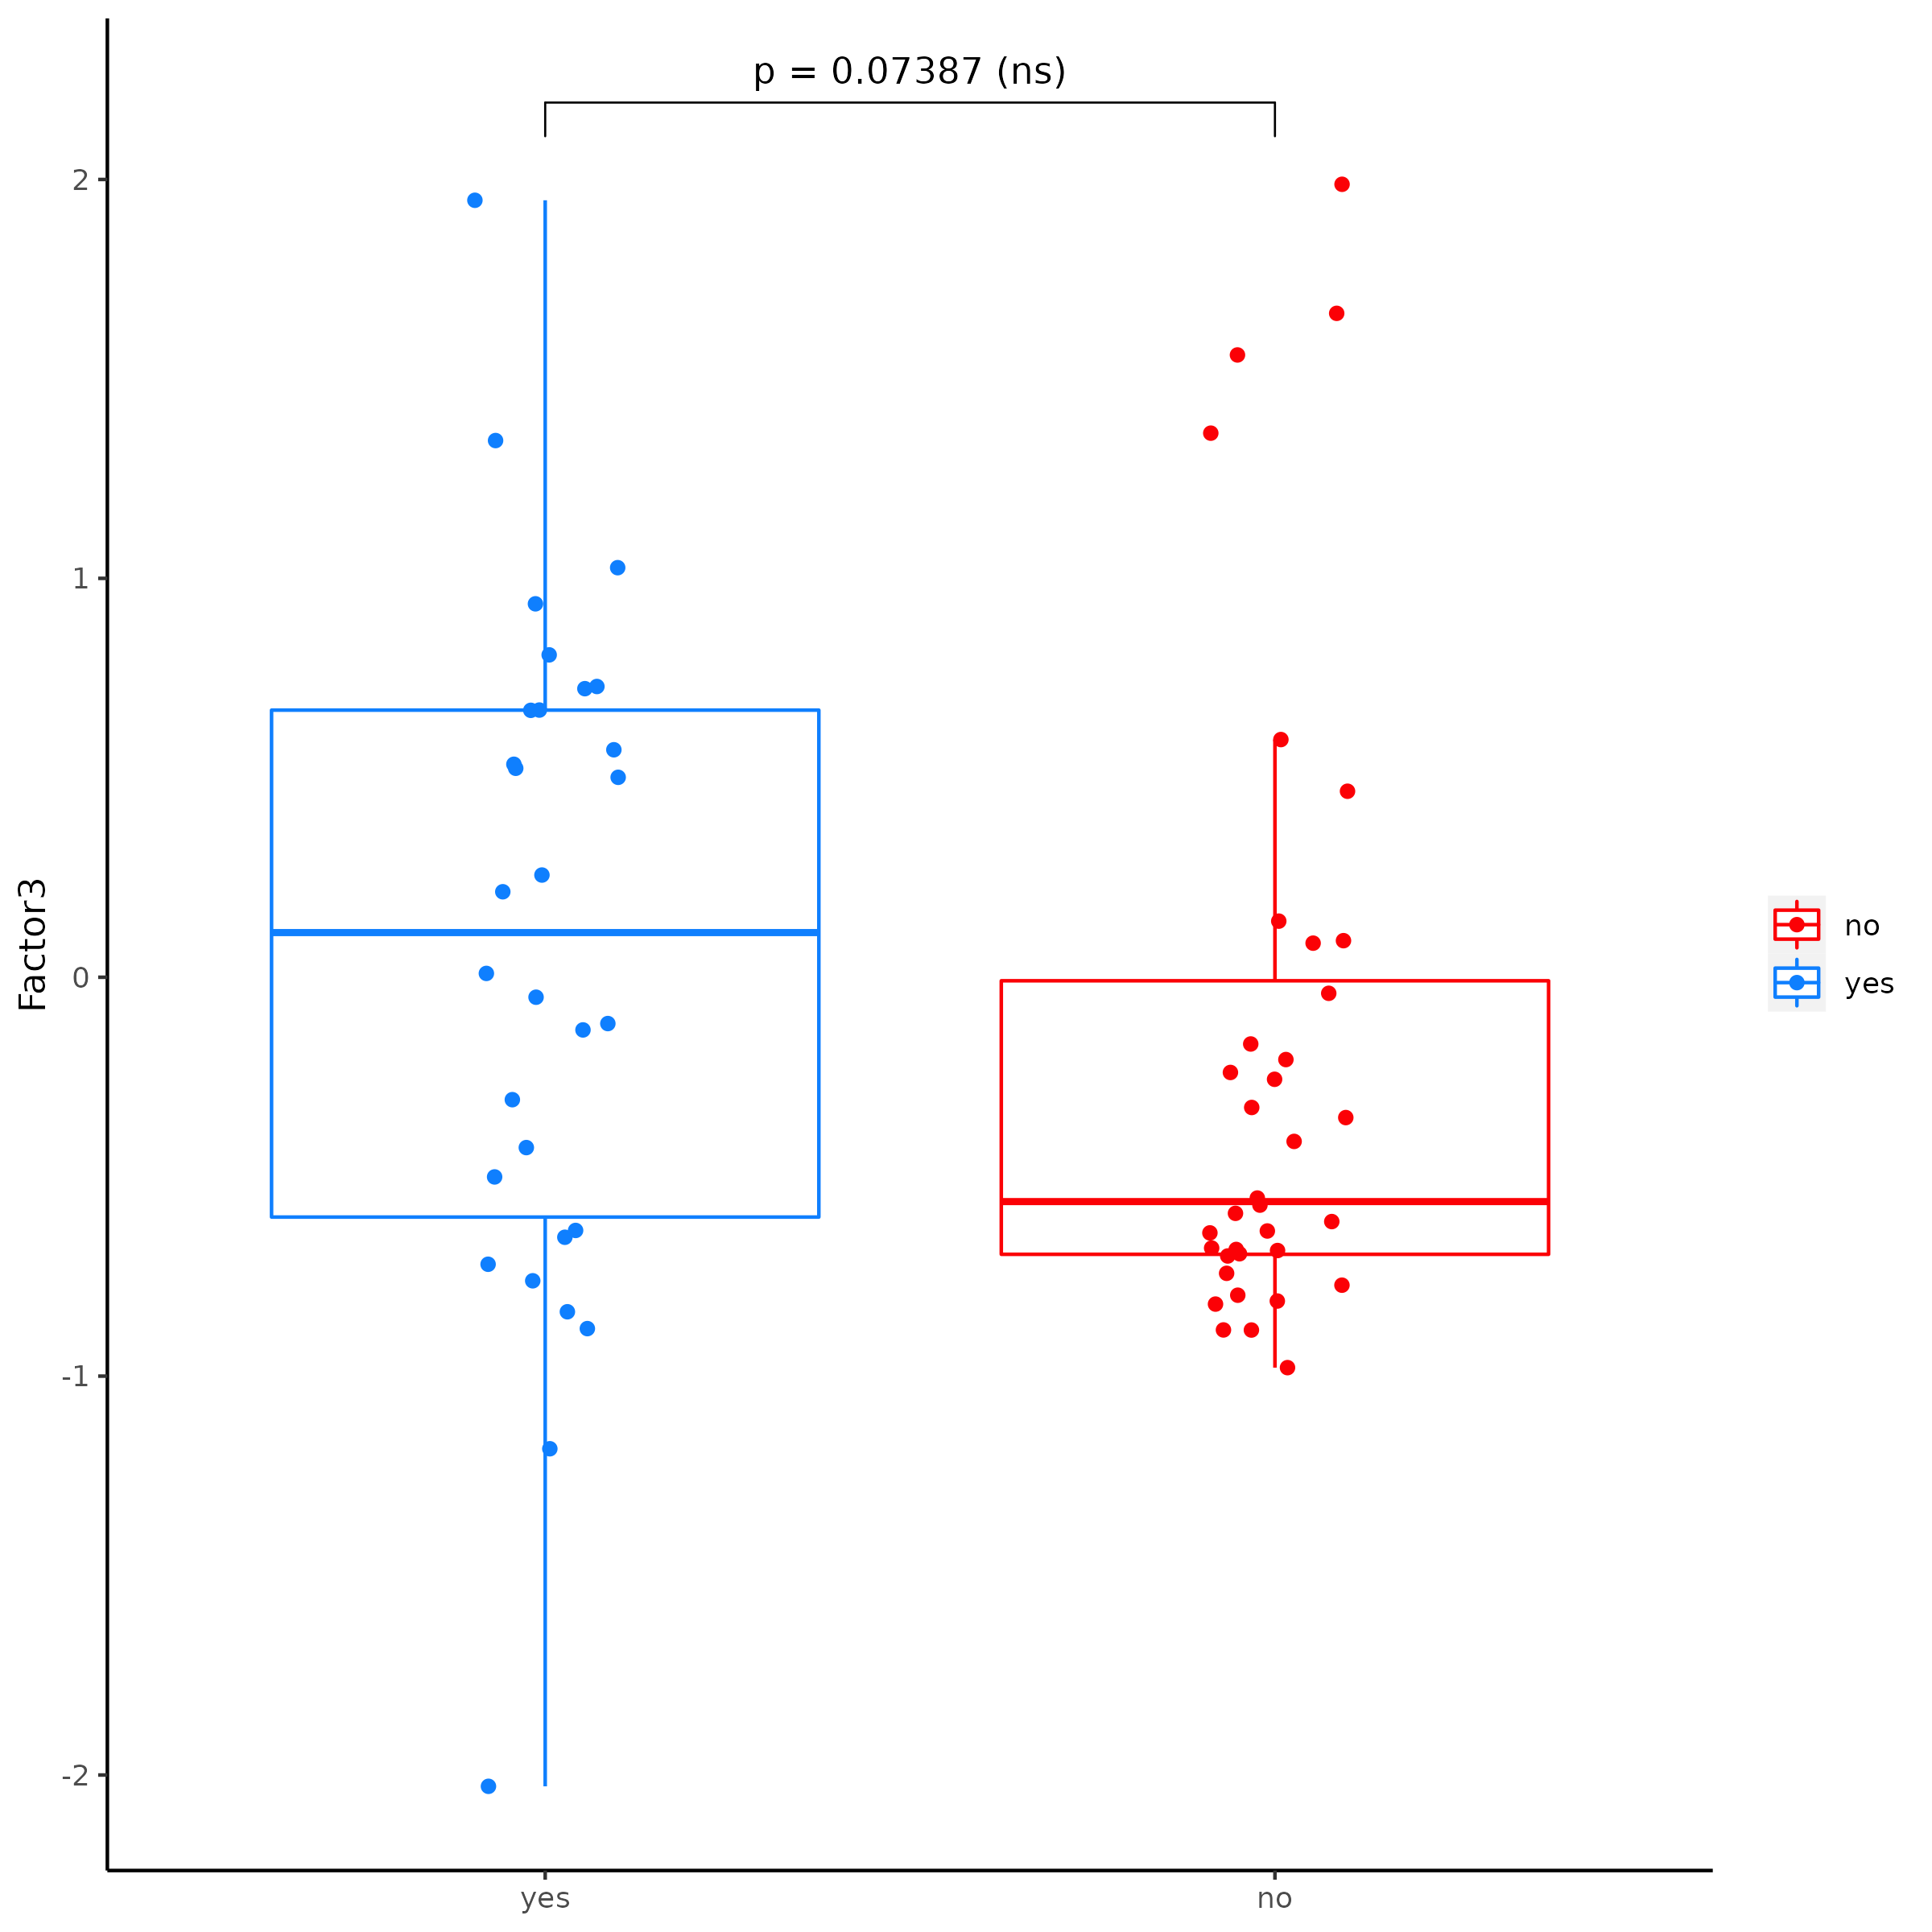 p = 0.07387 (ns)
2
1
0
-1
-2
Factor3
yes
no
no
yes